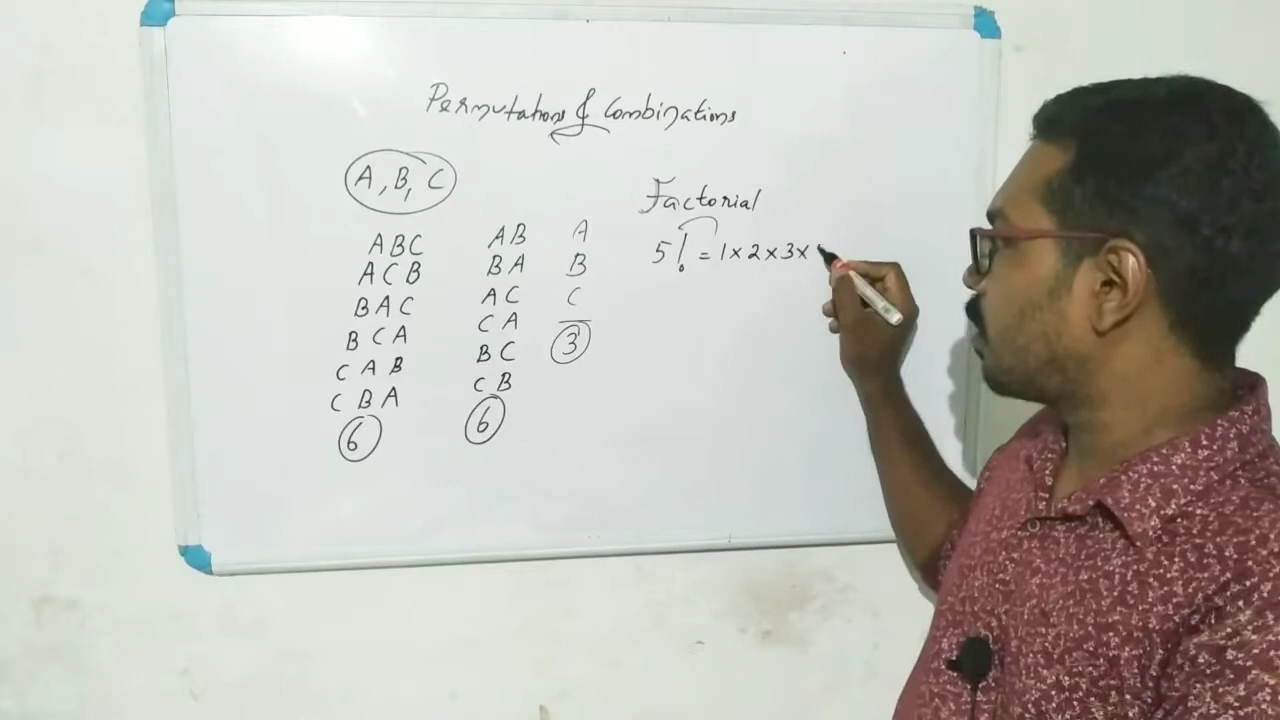 Permutations & Combinations
A, B, C
ABC
ACB
BAC
BCA
CAB
CBA
6
AB
BA
AC
CA
BC
CB
6
A
B
C
3
Factorial
5! = 1×2×3×